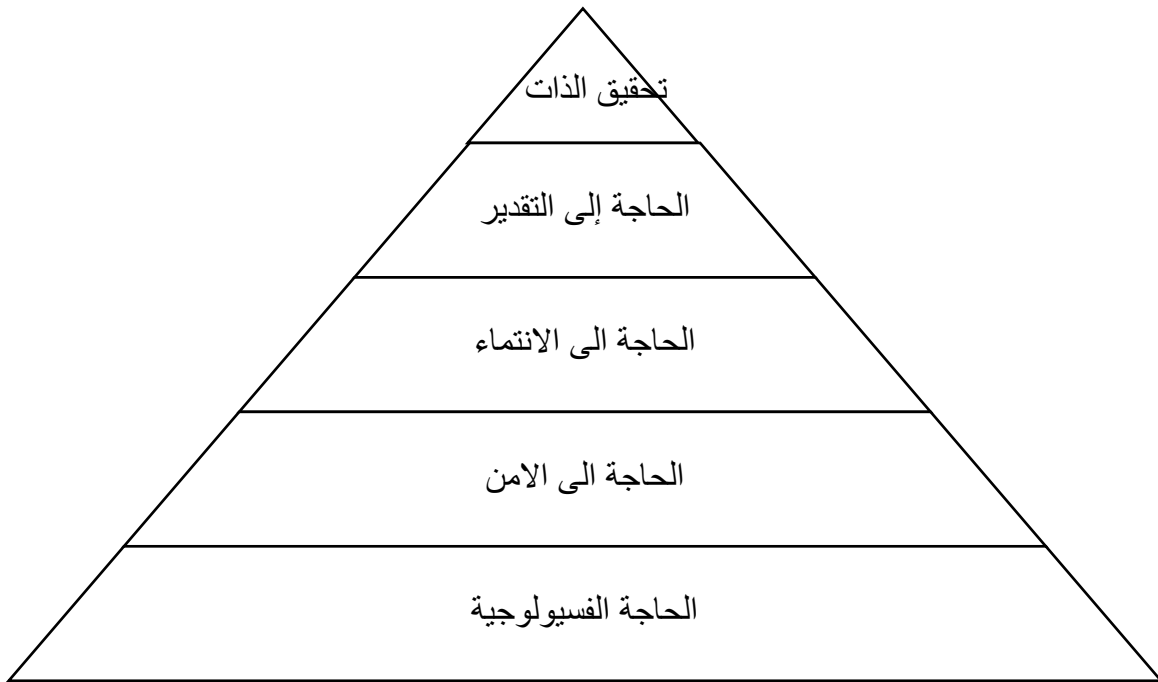 تحقيق الذات
الحاجة إلى التقدير
الحاجة الى الانتماء
الحاجة الى الامن
الحاجة الفسيولوجية